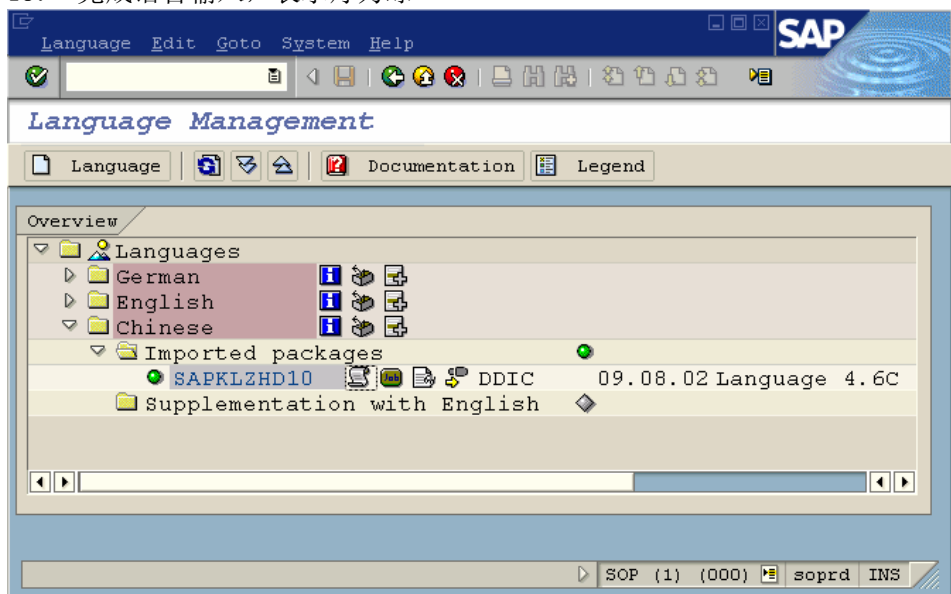 Language Edit Goto System Help
SAP
Language Management
Language Documentation Legend
Overview
Languages
German
English
Chinese
Imported packages
SAPKLZHD10 Job DDIC 09.08.02 Language 4.6C
Supplementation with English
SOP (1) (000) soprd INS